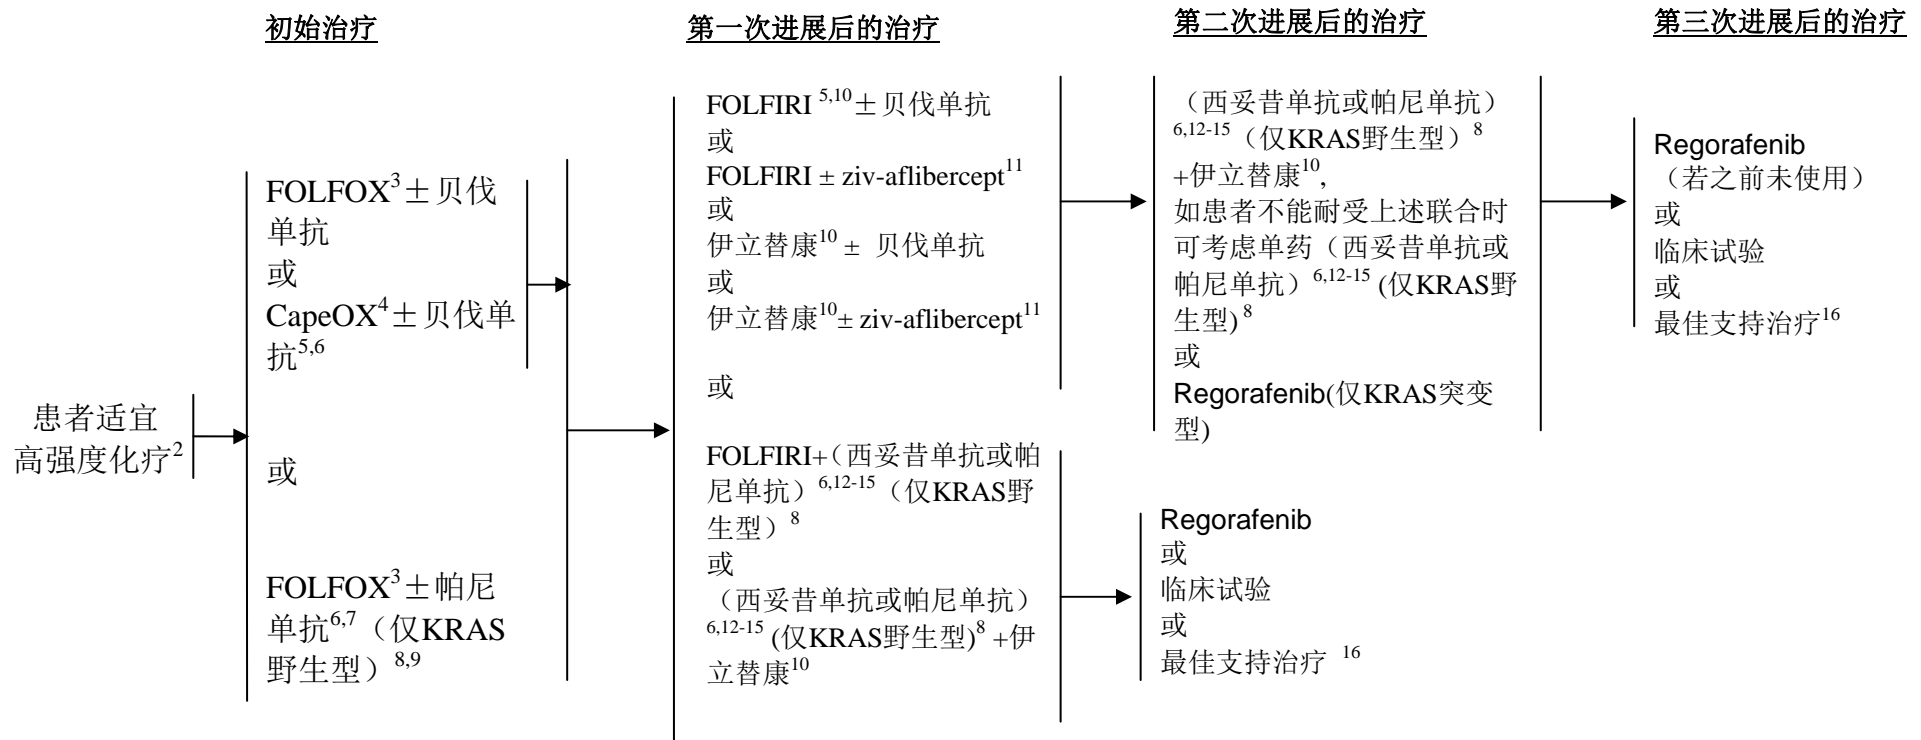 初始治疗
第一次进展后的治疗
第二次进展后的治疗
第三次进展后的治疗
患者适宜
高强度化疗2
FOLFOX3±贝伐
单抗
或
CapeOX4±贝伐单
抗5,6
或
FOLFOX3±帕尼
单抗6,7（仅KRAS
野生型）8,9
FOLFIRI 5,10±贝伐单抗
或
FOLFIRI ± ziv-aflibercept11
或
伊立替康10 ± 贝伐单抗
或
伊立替康10± ziv-aflibercept11
或
FOLFIRI+（西妥昔单抗或帕
尼单抗）6,12-15（仅KRAS野
生型）8
或
（西妥昔单抗或帕尼单抗）
6,12-15 (仅KRAS野生型)8 +伊
立替康10
（西妥昔单抗或帕尼单抗）
6,12-15（仅KRAS野生型）8
+伊立替康10,
如患者不能耐受上述联合时
可考虑单药（西妥昔单抗或
帕尼单抗）6,12-15 (仅KRAS野
生型)8
或
Regorafenib(仅KRAS突变
型)
Regorafenib
或
临床试验
或
最佳支持治疗 16
Regorafenib
（若之前未使用）
或
临床试验
或
最佳支持治疗16